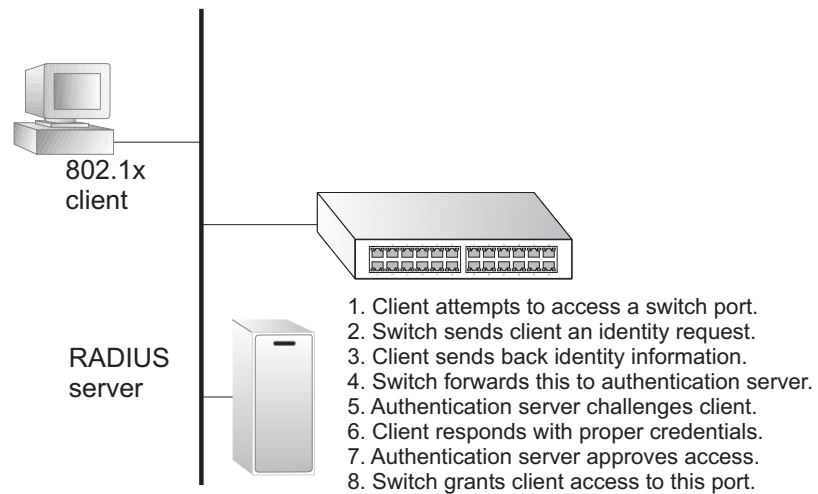 802.1x
client
RADIUS
server
1. Client attempts to access a switch port.
2. Switch sends client an identity request.
3. Client sends back identity information.
4. Switch forwards this to authentication server.
5. Authentication server challenges client.
6. Client responds with proper credentials.
7. Authentication server approves access.
8. Switch grants client access to this port.